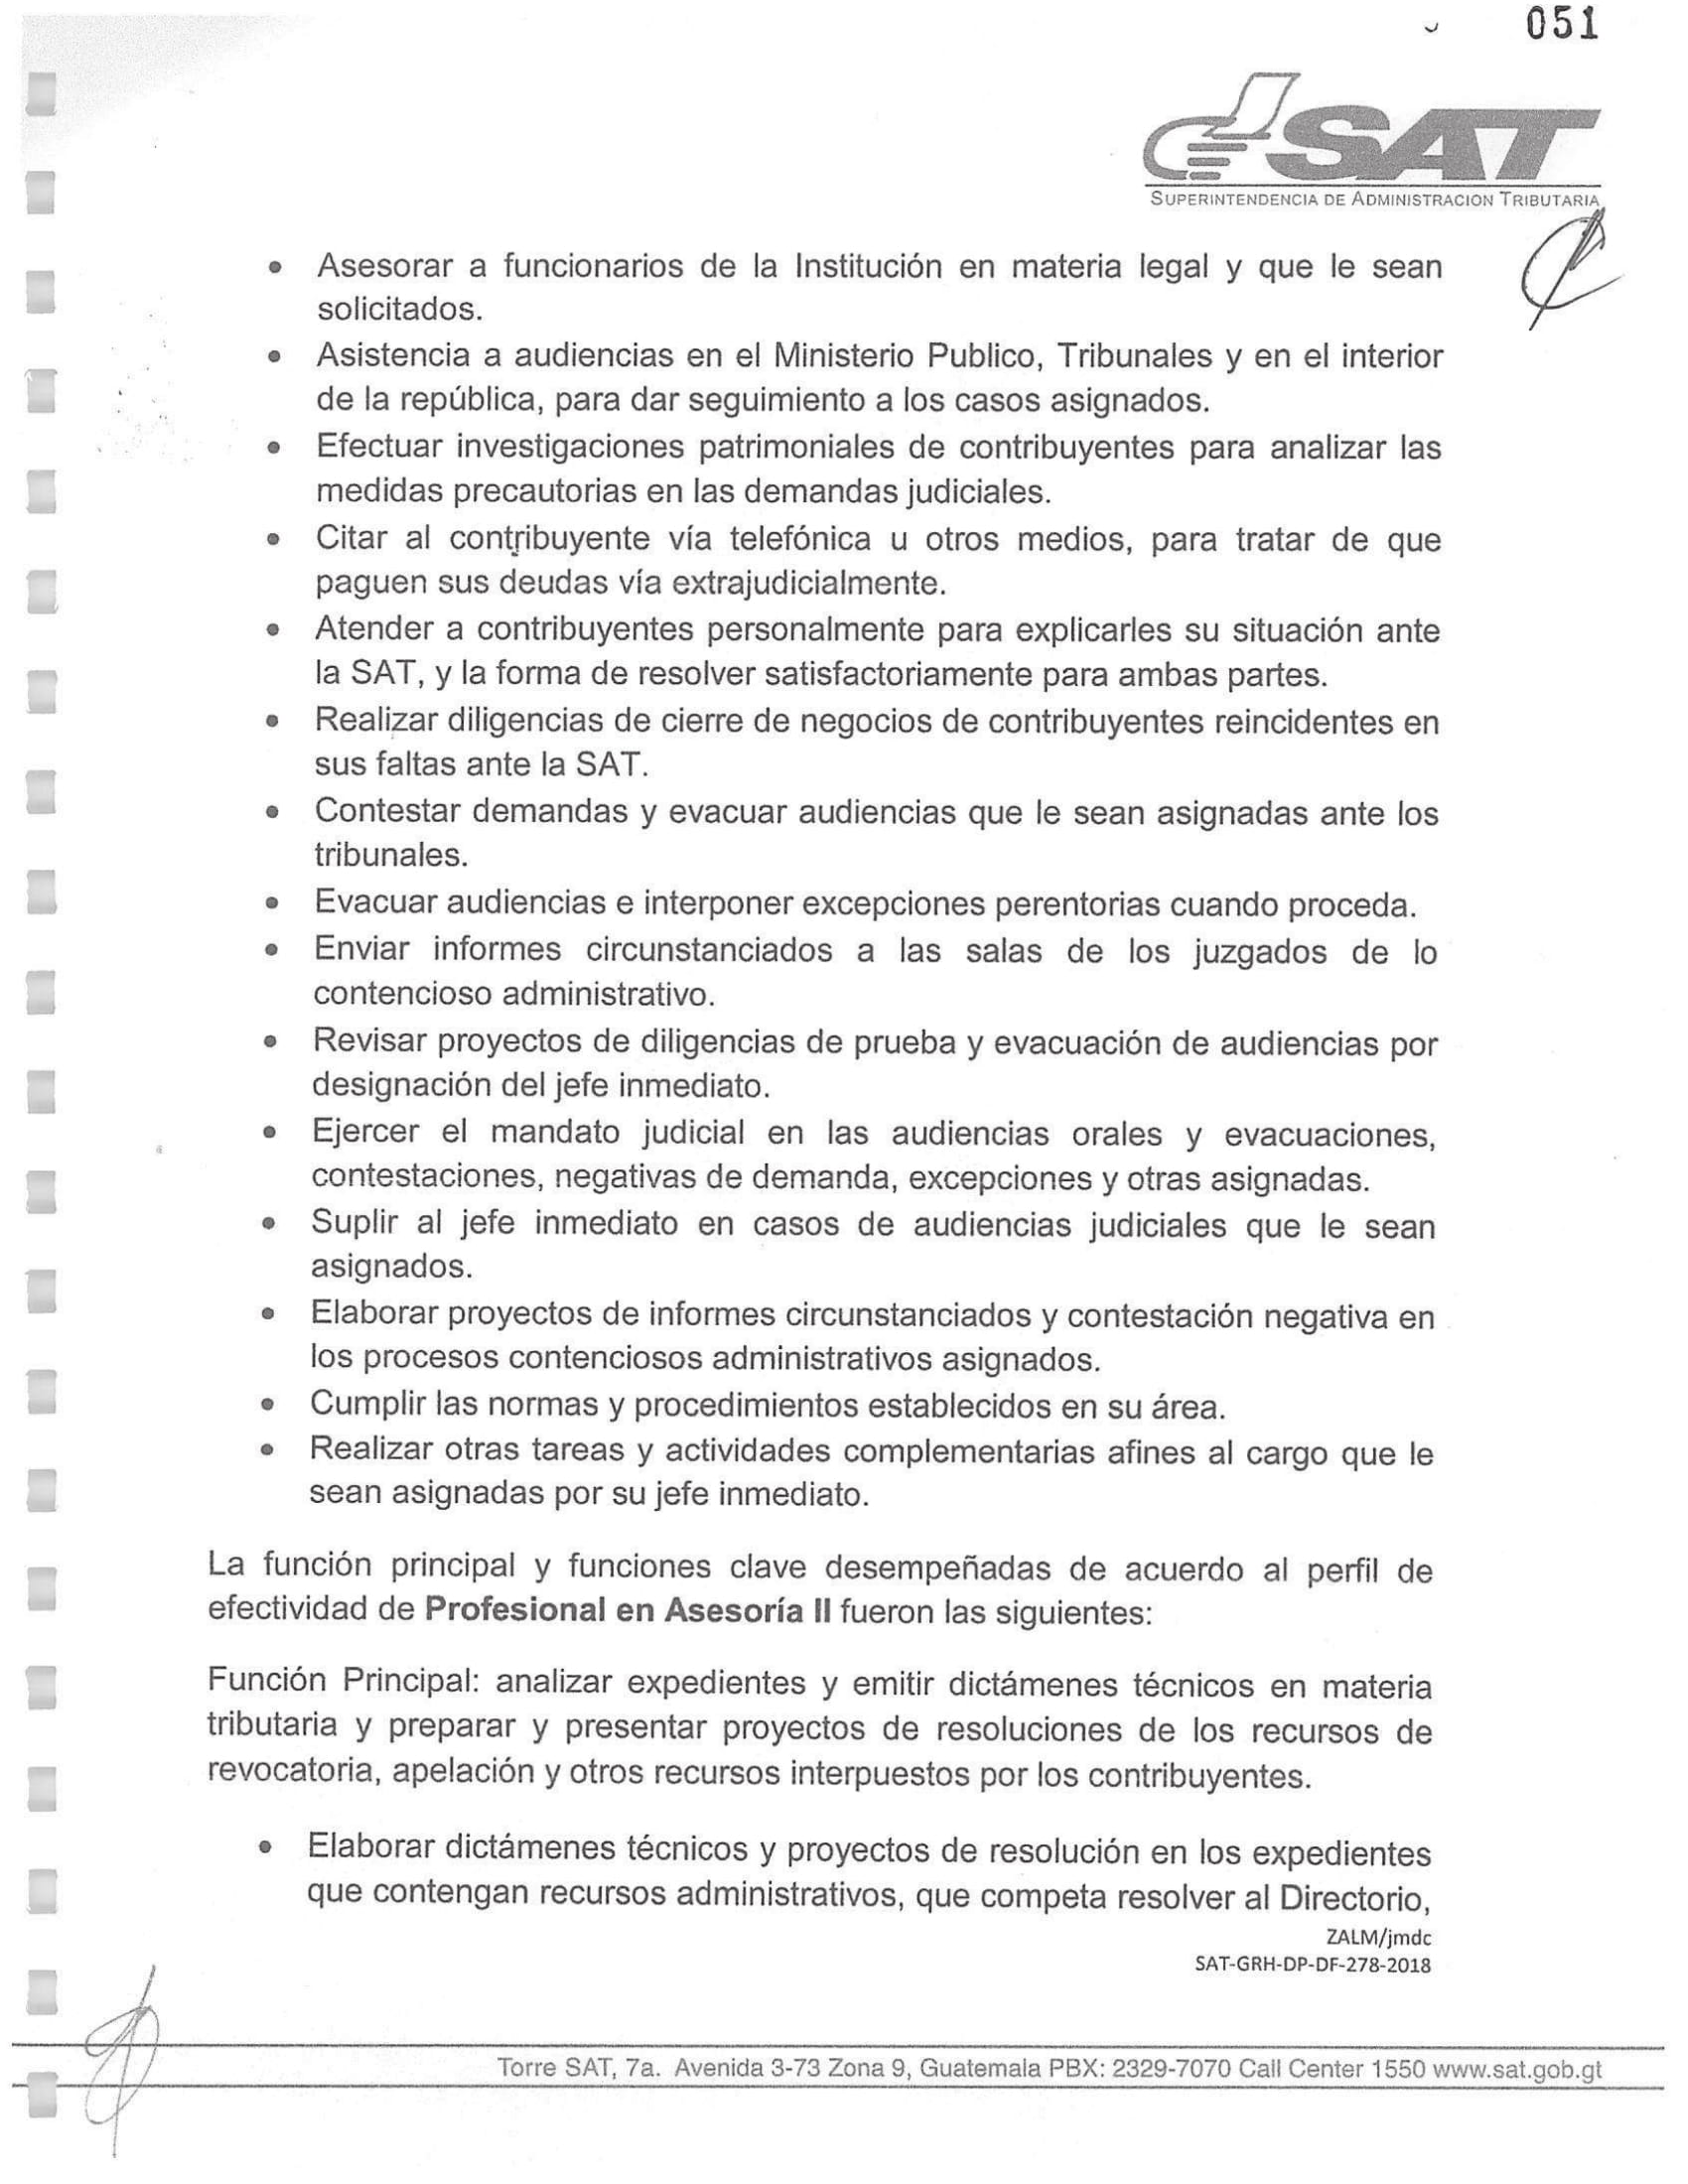 051
SAT
SUPERINTENDENCIA DE ADMINISTRACION TRIBUTARIA
• Asesorar a funcionarios de la Institución en materia legal y que le sean
solicitados.
• Asistencia a audiencias en el Ministerio Publico, Tribunales y en el interior
de la república, para dar seguimiento a los casos asignados.
• Efectuar investigaciones patrimoniales de contribuyentes para analizar las
medidas precautorias en las demandas judiciales.
• Citar al contribuyente vía telefónica u otros medios, para tratar de que
paguen sus deudas vía extrajudicialmente.
• Atender a contribuyentes personalmente para explicarles su situación ante
la SAT, y la forma de resolver satisfactoriamente para ambas partes.
• Realizar diligencias de cierre de negocios de contribuyentes reincidentes en
sus faltas ante la SAT.
• Contestar demandas y evacuar audiencias que le sean asignadas ante los
tribunales.
• Evacuar audiencias e interponer excepciones perentorias cuando proceda.
• Enviar informes circunstanciados a las salas de los juzgados de lo
contencioso administrativo.
• Revisar proyectos de diligencias de prueba y evacuación de audiencias por
designación del jefe inmediato.
• Ejercer el mandato judicial en las audiencias orales y evacuaciones,
contestaciones, negativas de demanda, excepciones y otras asignadas.
• Suplir al jefe inmediato en casos de audiencias judiciales que le sean
asignados.
• Elaborar proyectos de informes circunstanciados y contestación negativa en
los procesos contenciosos administrativos asignados.
• Cumplir las normas y procedimientos establecidos en su área.
• Realizar otras tareas y actividades complementarias afines al cargo que le
sean asignadas por su jefe inmediato.
La función principal y funciones clave desempeñadas de acuerdo al perfil de
efectividad de Profesional en Asesoría II fueron las siguientes:
Función Principal: analizar expedientes y emitir dictámenes técnicos en materia
tributaria y preparar y presentar proyectos de resoluciones de los recursos de
revocatoria, apelación y otros recursos interpuestos por los contribuyentes.
• Elaborar dictámenes técnicos y proyectos de resolución en los expedientes
que contengan recursos administrativos, que competa resolver al Directorio,
ZALM/jmdc
SAT-GRH-DP-DF-278-2018
Torre SAT, 7a. Avenida 3-73 Zona 9, Guatemala PBX: 2329-7070 Call Center 1550 www.sat.gob.gt